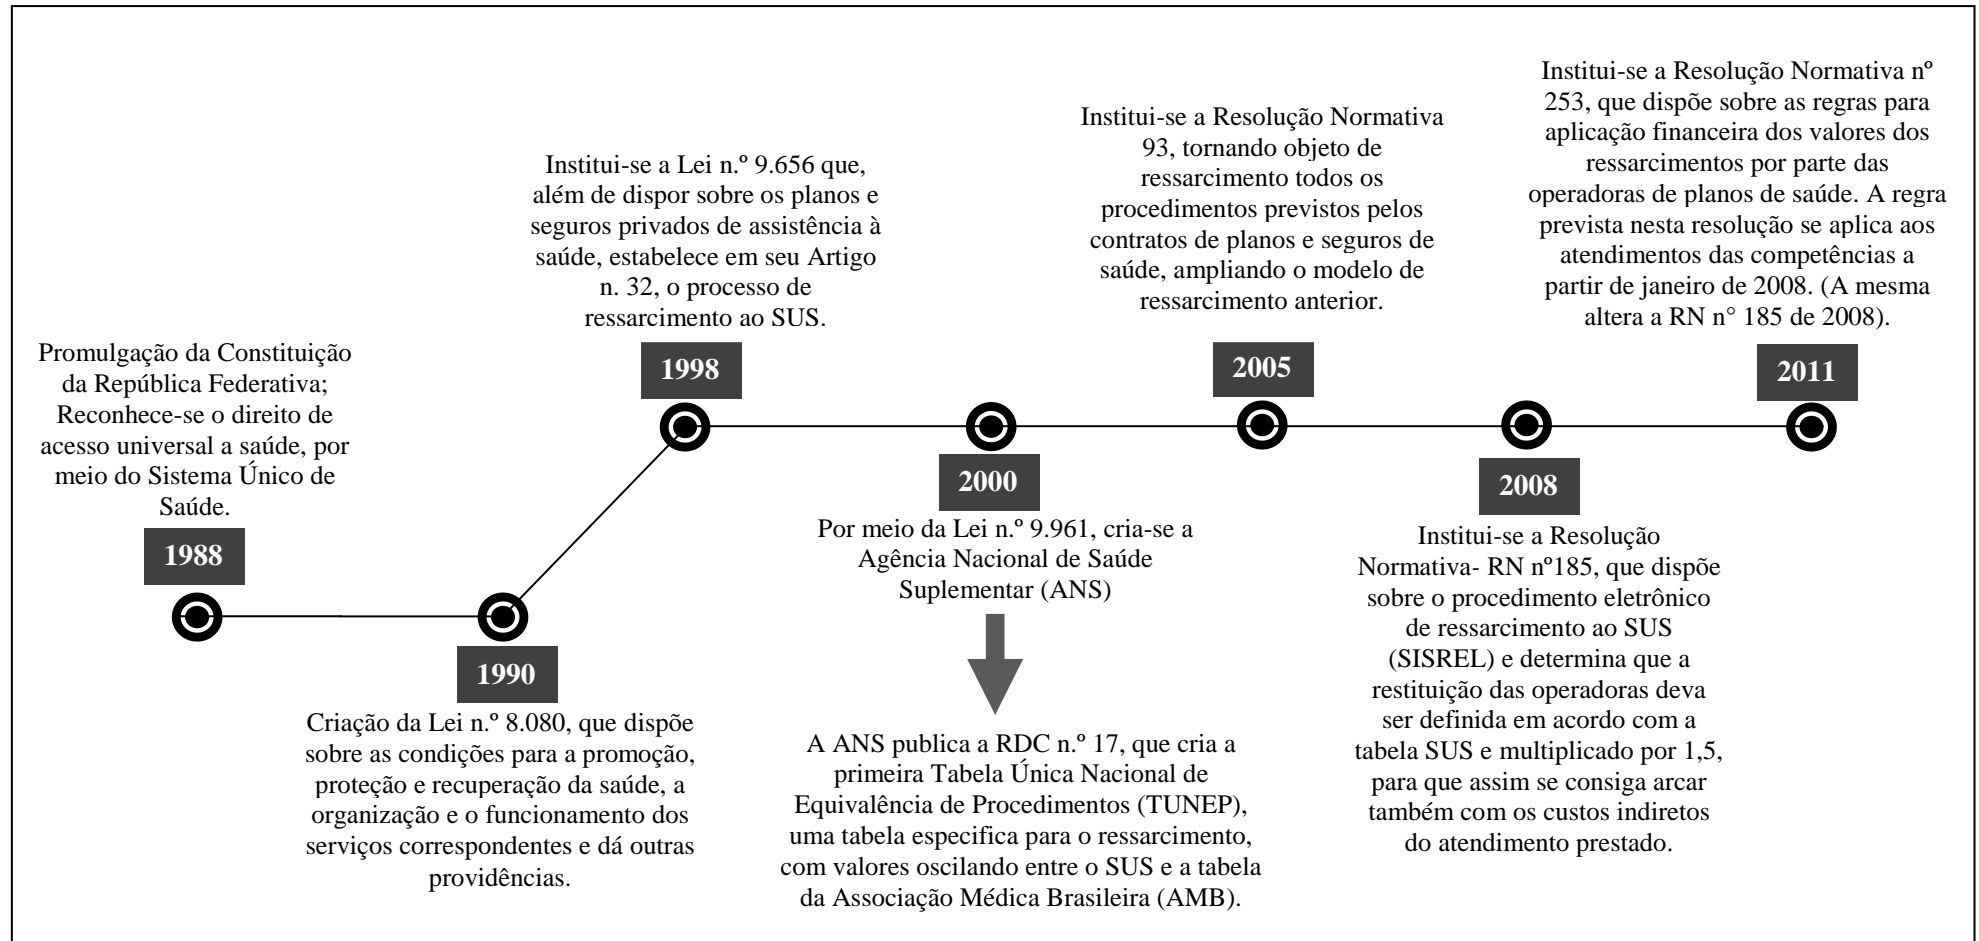 Promulgação da Constituição
da República Federativa;
Reconhece-se o direito de
acesso universal a saúde, por
meio do Sistema Único de
Saúde.
1988
1990
Criação da Lei n.º 8.080, que dispõe
sobre as condições para a promoção,
proteção e recuperação da saúde, a
organização e o funcionamento dos
serviços correspondentes e dá outras
providências.
Institui-se a Lei n.º 9.656 que,
além de dispor sobre os planos e
seguros privados de assistência à
saúde, estabelece em seu Artigo
n. 32, o processo de
ressarcimento ao SUS.
1998
2000
Por meio da Lei n.º 9.961, cria-se a
Agência Nacional de Saúde
Suplementar (ANS)
A ANS publica a RDC n.º 17, que cria a
primeira Tabela Única Nacional de
Equivalência de Procedimentos (TUNEP),
uma tabela especifica para o ressarcimento,
com valores oscilando entre o SUS e a tabela
da Associação Médica Brasileira (AMB).
Institui-se a Resolução Normativa
93, tornando objeto de
ressarcimento todos os
procedimentos previstos pelos
contratos de planos e seguros de
saúde, ampliando o modelo de
ressarcimento anterior.
2005
2008
Institui-se a Resolução
Normativa- RN nº185, que dispõe
sobre o procedimento eletrônico
de ressarcimento ao SUS
(SISREL) e determina que a
restituição das operadoras deva
ser definida em acordo com a
tabela SUS e multiplicado por 1,5,
para que assim se consiga arcar
também com os custos indiretos
do atendimento prestado.
Institui-se a Resolução Normativa nº
253, que dispõe sobre as regras para
aplicação financeira dos valores dos
ressarcimentos por parte das
operadoras de planos de saúde. A regra
prevista nesta resolução se aplica aos
atendimentos das competências a
partir de janeiro de 2008. (A mesma
altera a RN n° 185 de 2008).
2011